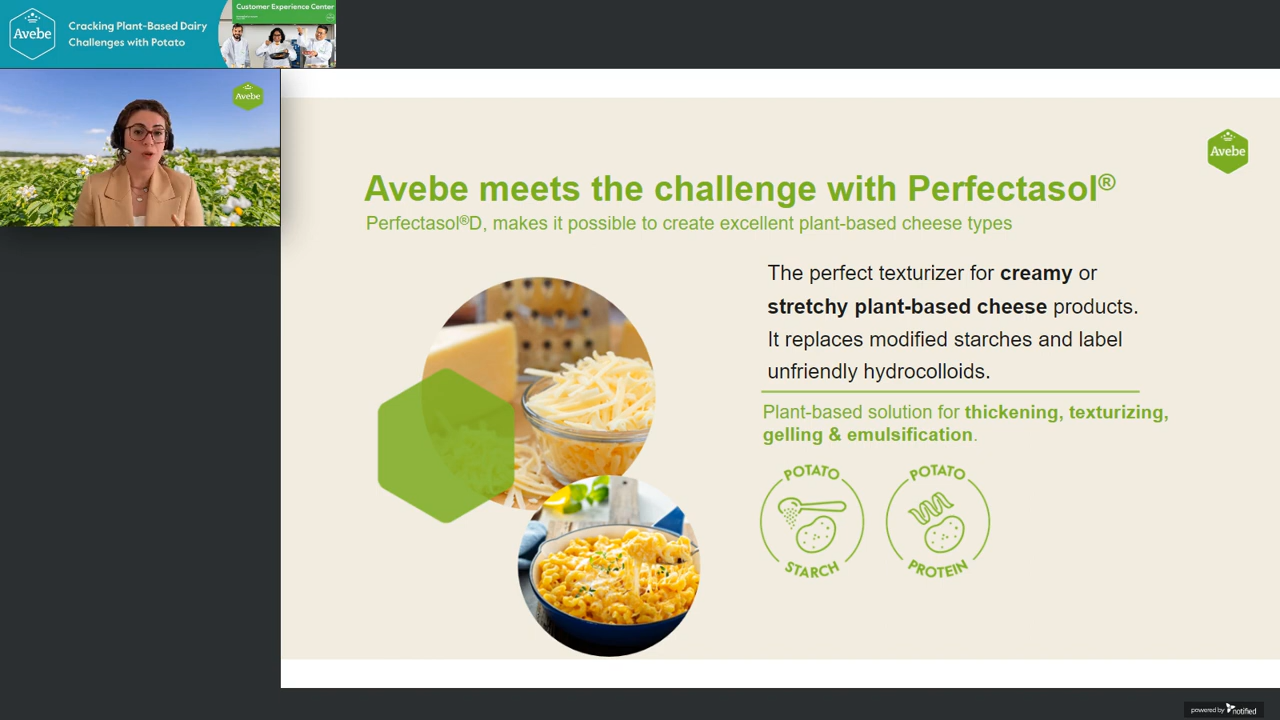 Avebe
Cracking Plant-Based Dairy
Challenges with Potato
Customer Experience Center
Avebe
Avebe
Avebe meets the challenge with Perfectasol®
Perfectasol®D, makes it possible to create excellent plant-based cheese types
The perfect texturizer for creamy or
stretchy plant-based cheese products.
It replaces modified starches and label
unfriendly hydrocolloids.
Plant-based solution for thickening, texturizing,
gelling & emulsification.
POTATO
STARCH
POTATO
PROTEIN
powered by notified